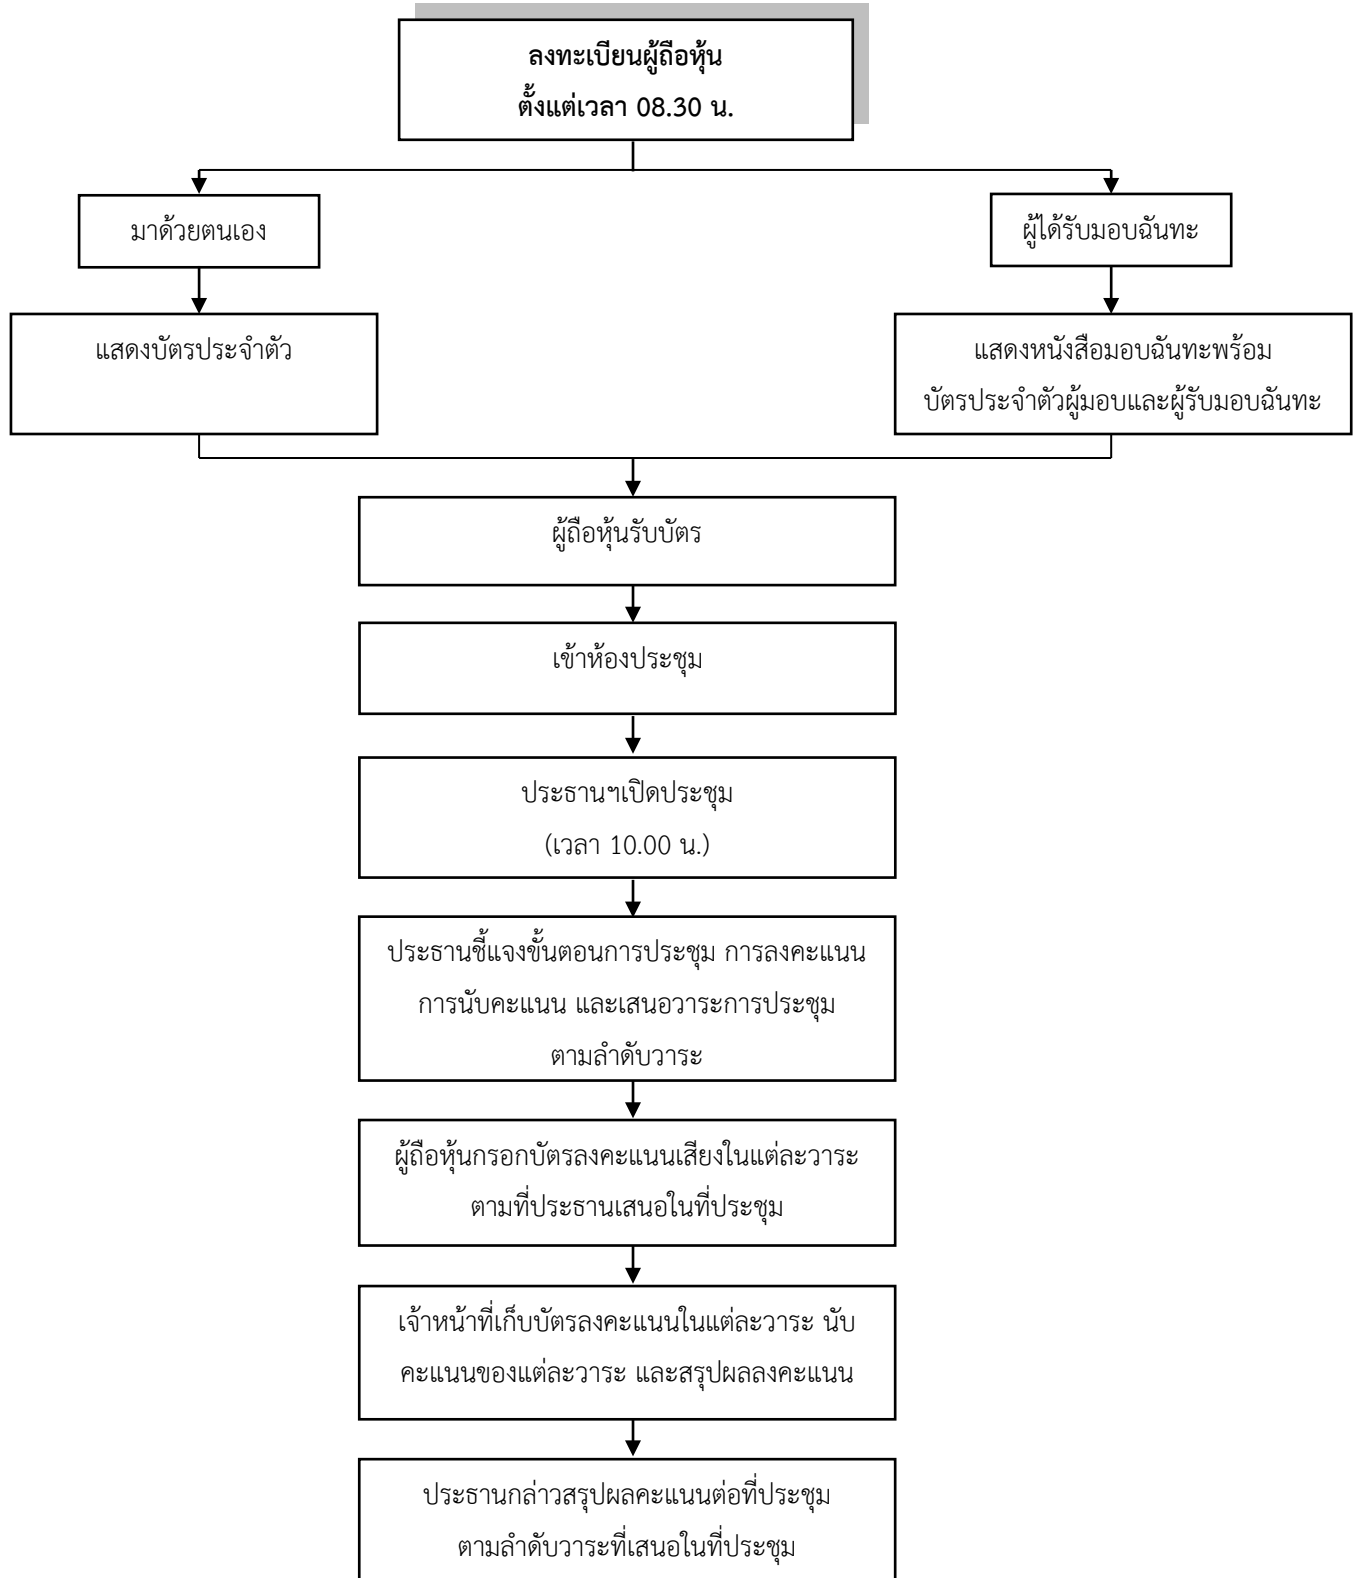 ลงทะเบียนผู้ถือหุ้น
ตั้งแต่เวลา 08.30 น.
มาด้วยตนเอง
ผู้ได้รับมอบฉันทะ
แสดงบัตรประจำตัว
แสดงหนังสือมอบฉันทะพร้อม
บัตรประจำตัวผู้มอบและผู้รับมอบฉันทะ
ผู้ถือหุ้นรับบัตร
เข้าห้องประชุม
ประธานฯเปิดประชุม
(เวลา 10.00 น.)
ประธานชี้แจงขั้นตอนการประชุม การลงคะแนน
การนับคะแนน และเสนอวาระการประชุม
ตามลำดับวาระ
ผู้ถือหุ้นกรอกบัตรลงคะแนนเสียงในแต่ละวาระ
ตามที่ประธานเสนอในที่ประชุม
เจ้าหน้าที่เก็บบัตรลงคะแนนในแต่ละวาระ นับ
คะแนนของแต่ละวาระ และสรุปผลลงคะแนน
ประธานกล่าวสรุปผลคะแนนต่อที่ประชุม
ตามลำดับวาระที่เสนอในที่ประชุม